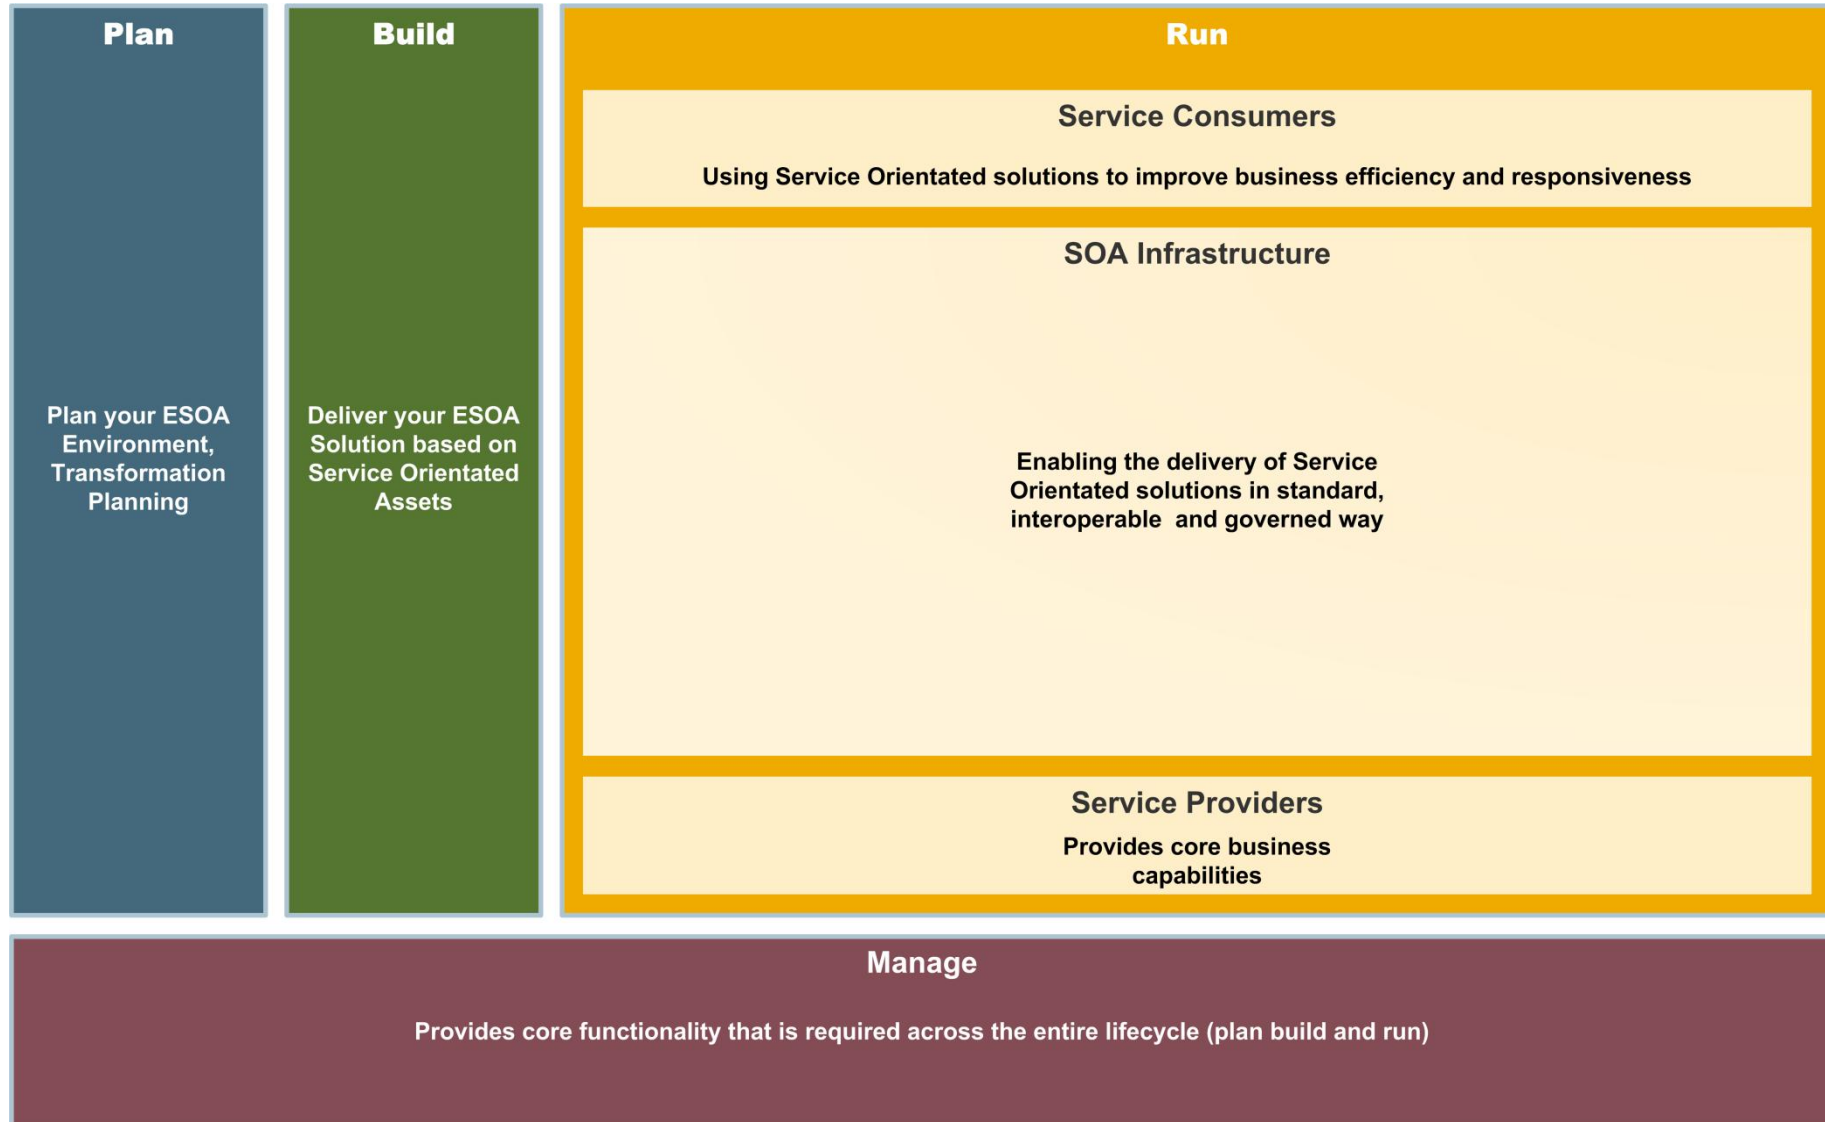 Plan
Plan your ESOA
Environment,
Transformation
Planning
Build
Deliver your ESOA
Solution based on
Service Orientated
Assets
Run
Service Consumers
Using Service Orientated solutions to improve business efficiency and responsiveness
SOA Infrastructure
Enabling the delivery of Service
Orientated solutions in standard,
interoperable  and governed way
Service Providers
Provides core business
capabilities
Manage
Provides core functionality that is required across the entire lifecycle (plan build and run)